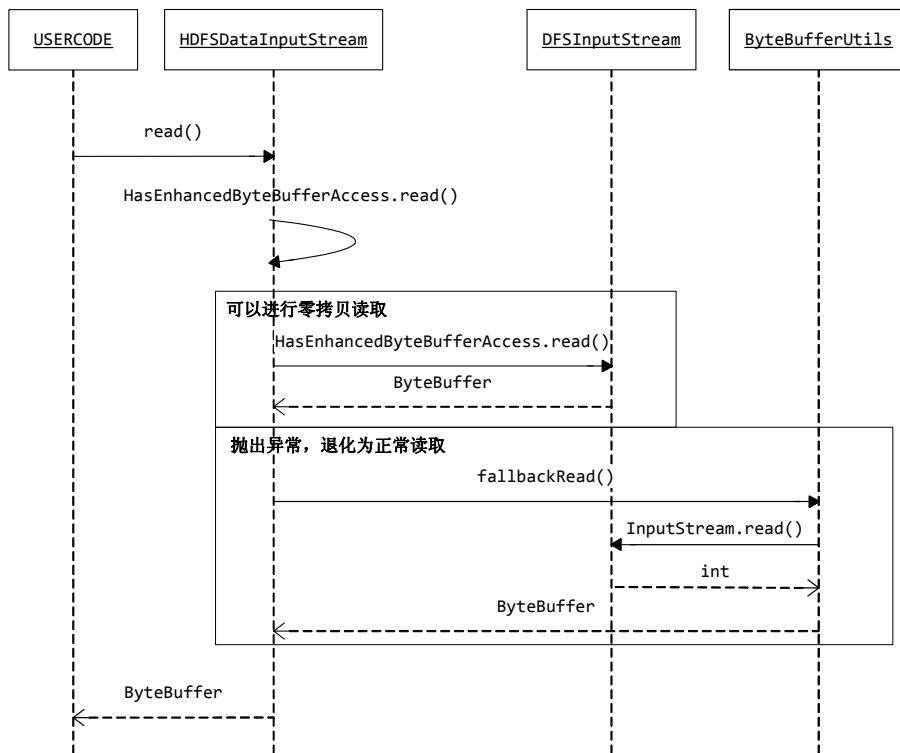 USERCODE
HDFSDataInputStream
DFSInputStream
ByteBufferUtils
read()
HasEnhancedByteBufferAccess.read()
可以进行零拷贝读取
HasEnhancedByteBufferAccess.read()
ByteBuffer
抛出异常，退化为正常读取
fallbackRead()
InputStream.read()
int
ByteBuffer
ByteBuffer